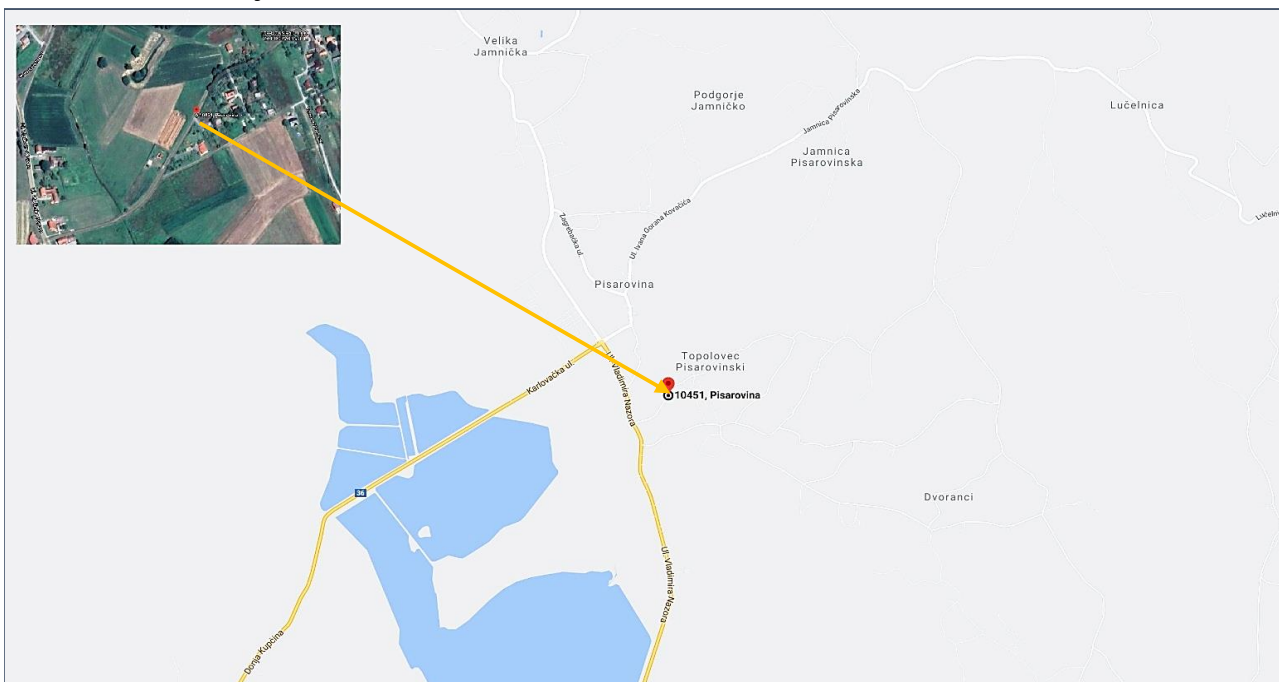 Velika
Jamnička
Podgorje
Jamničko
Lučelnica
Jamnica Pisarovinska
Jamnica
Pisarovinska
Zagrebačka ul.
Ul. Ivana Gorana Kovačića
Pisarovina
Topolovec
Pisarovinski
Karlovačka ul.
Ul. Vladimira Nazora
10451, Pisarovina
36
Dvoranci
Ul. Vladimira Nazora
Donja Kupčina